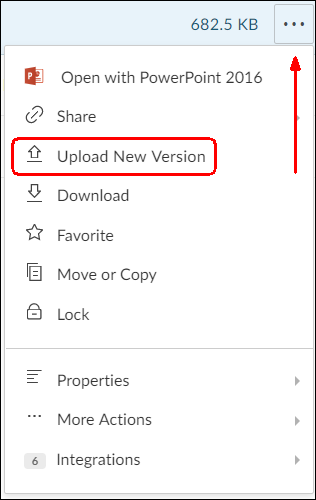 682.5 KB ...
Open with PowerPoint 2016
Share
Upload New Version
Download
Favorite
Move or Copy
Lock
Properties
More Actions
6 Integrations